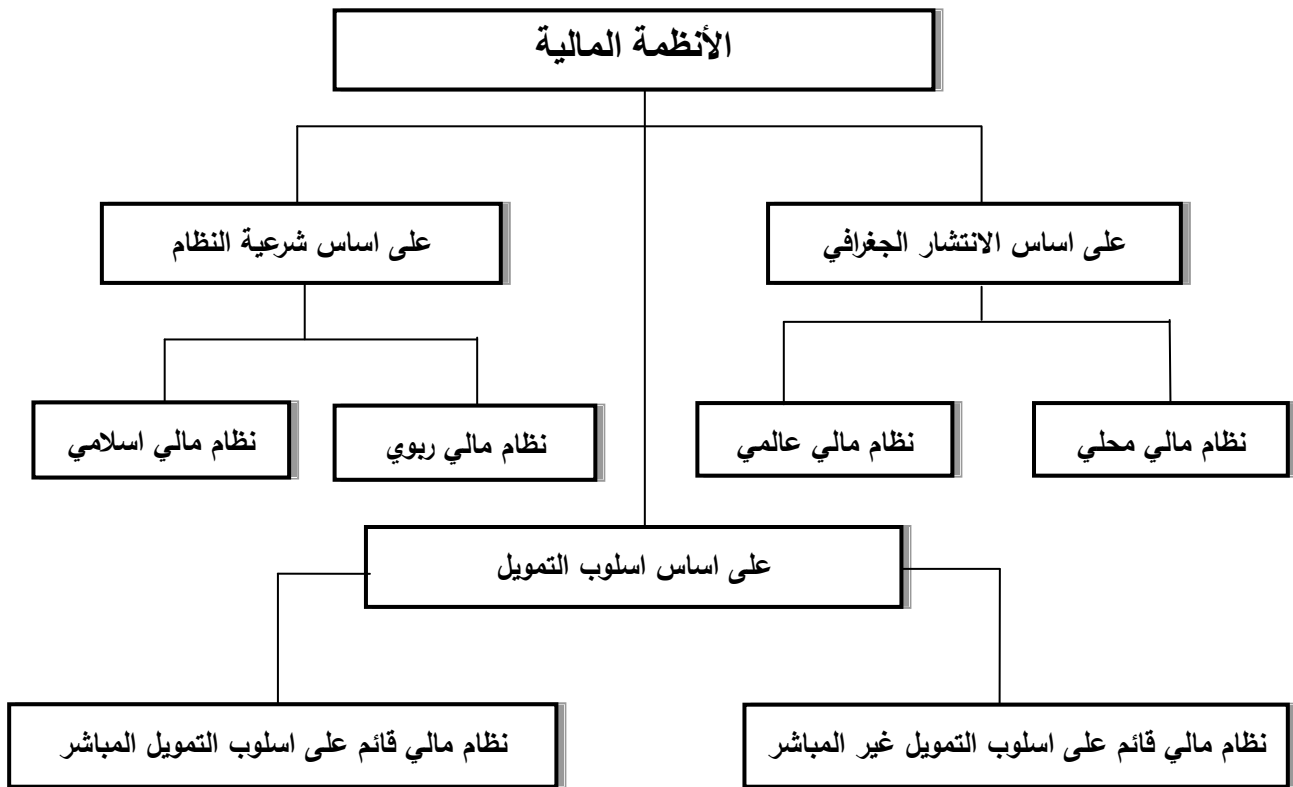 الأنظمة المالية
على اساس الانتشار الجغرافي
على اساس شرعية النظام
نظام مالي محلي
نظام مالي عالمي
نظام مالي ربوي
نظام مالي اسلامي
على اساس اسلوب التمويل
نظام مالي قائم على اسلوب التمويل غير المباشر
نظام مالي قائم على اسلوب التمويل المباشر